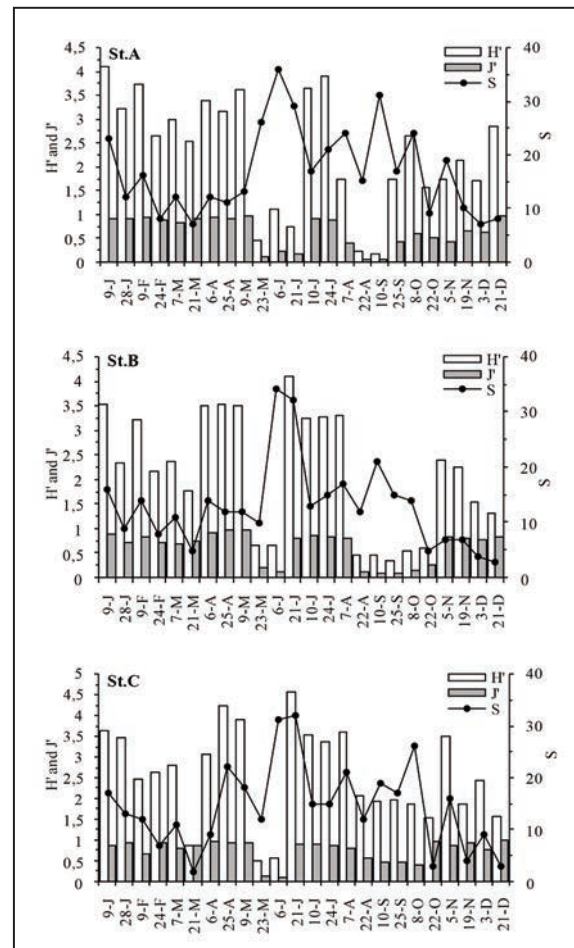 St.A
H'
J'
S
4,5
4
3,5
3
2,5
2
1,5
1
0,5
0
H' and J'
40
30
20
10
0
S
9-J
28-J
9-F
24-F
7-M
21-M
6-A
25-A
9-M
23-M
6-J
21-J
10-J
24-J
7-A
22-A
10-S
25-S
8-O
22-O
5-N
19-N
3-D
21-D
St.B
H'
J'
S
4,5
4
3,5
3
2,5
2
1,5
1
0,5
0
H' and J'
40
30
20
10
0
S
9-J
28-J
9-F
24-F
7-M
21-M
6-A
25-A
9-M
23-M
6-J
21-J
10-J
24-J
7-A
22-A
10-S
25-S
8-O
22-O
5-N
19-N
3-D
21-D
St.C
H'
J'
S
5
4,5
4
3,5
3
2,5
2
1,5
1
0,5
0
H' and J'
40
30
20
10
0
S
9-J
28-J
9-F
24-F
7-M
21-M
6-A
25-A
9-M
23-M
6-J
21-J
10-J
24-J
7-A
22-A
10-S
25-S
8-O
22-O
5-N
19-N
3-D
21-D